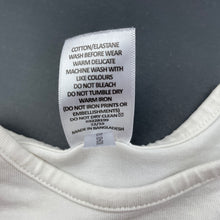 COTTON/ELASTANE
WASH BEFORE WEAR
WARM DELICATE
MACHINE WASH WITH
LIKE COLOURS
DO NOT BLEACH
DO NOT TUMBLE DRY
WARM IRON
(DO NOT IRON PRINTS OR
EMBELLISHMENTS)
DO NOT DRY CLEAN
MADE IN BANGLADESH